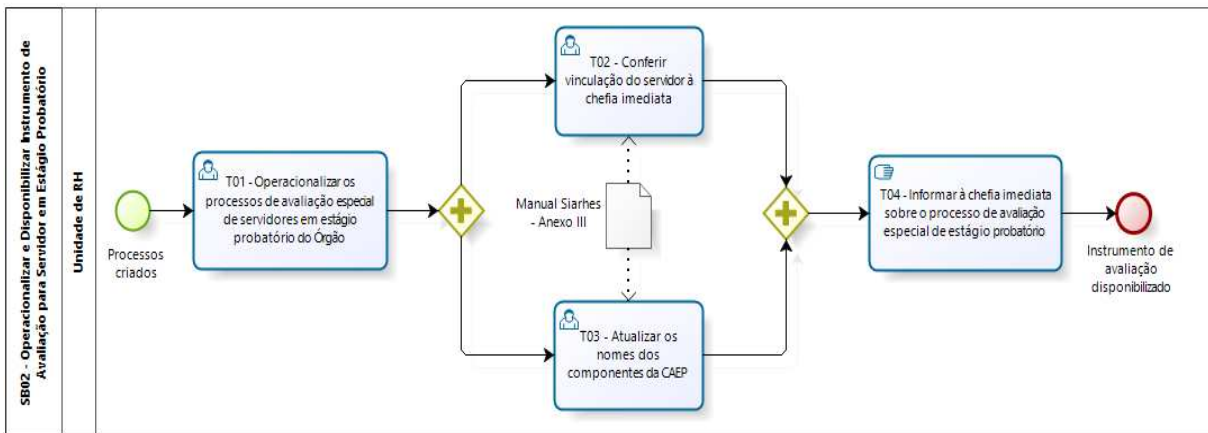 SB02 - Operacionalizar e Disponibilizar Instrumento de
Avaliação para Servidor em Estágio Probatório
Unidade de RH
Processos
criados
T01 - Operacionalizar os
processos de avaliação especial
de servidores em estágio
probatório do Órgão
T02 - Conferir
vinculação do servidor à
chefia imediata
Manual Siarhes
- Anexo III
T03 - Atualizar os
nomes dos
componentes da CAEP
T04 - Informar à chefia imediata
sobre o processo de avaliação
especial de estágio probatório
Instrumento de
avaliação
disponibilizado